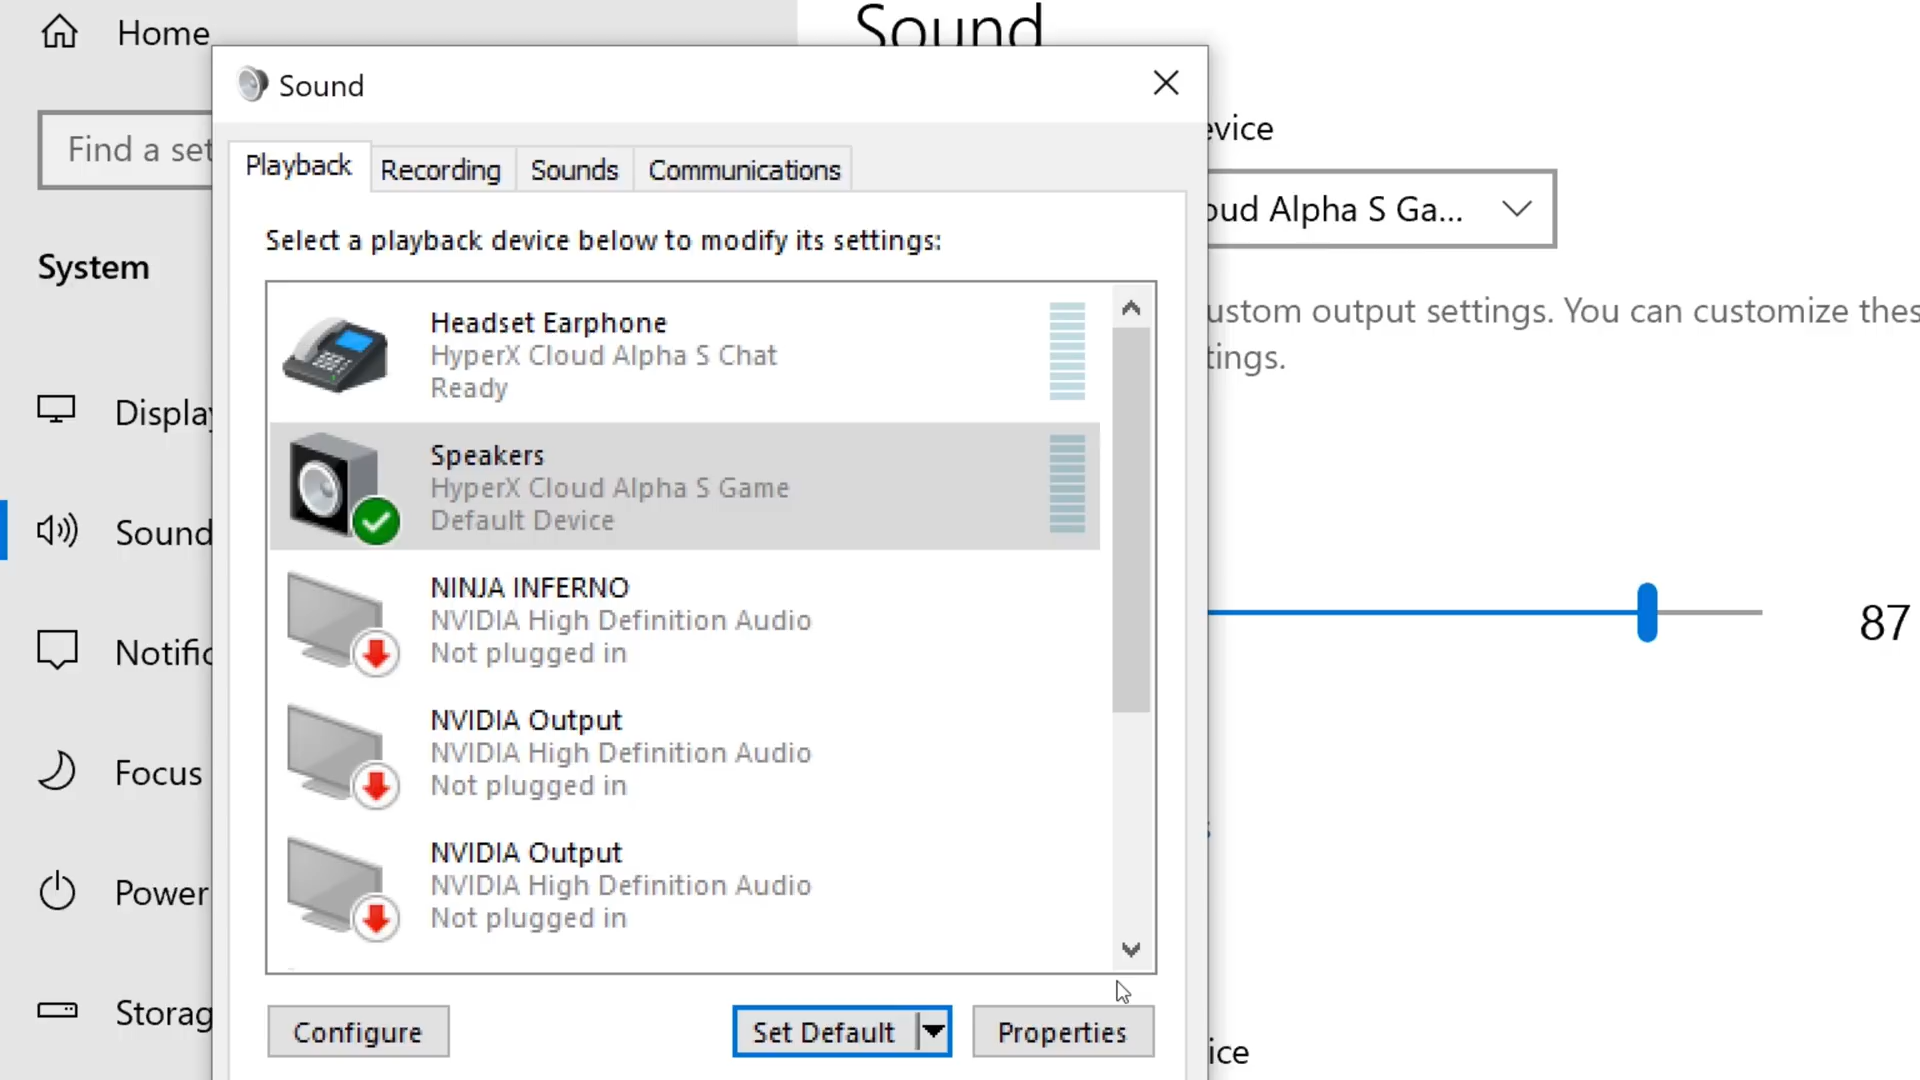 Home
Find a set
System
Display
Sound
Notific
Focus
Power
Storag
Sound
Sound
Playback
Recording
Sounds
Communications
Select a playback device below to modify its settings:
Headset Earphone
HyperX Cloud Alpha S Chat
Ready
Speakers
HyperX Cloud Alpha S Game
Default Device
NINJA INFERNO
NVIDIA High Definition Audio
Not plugged in
NVIDIA Output
NVIDIA High Definition Audio
Not plugged in
NVIDIA Output
NVIDIA High Definition Audio
Not plugged in
Configure
Set Default
Properties
evice
oud Alpha S Ga...
ustom output settings. You can customize thes
tings.
87
ice